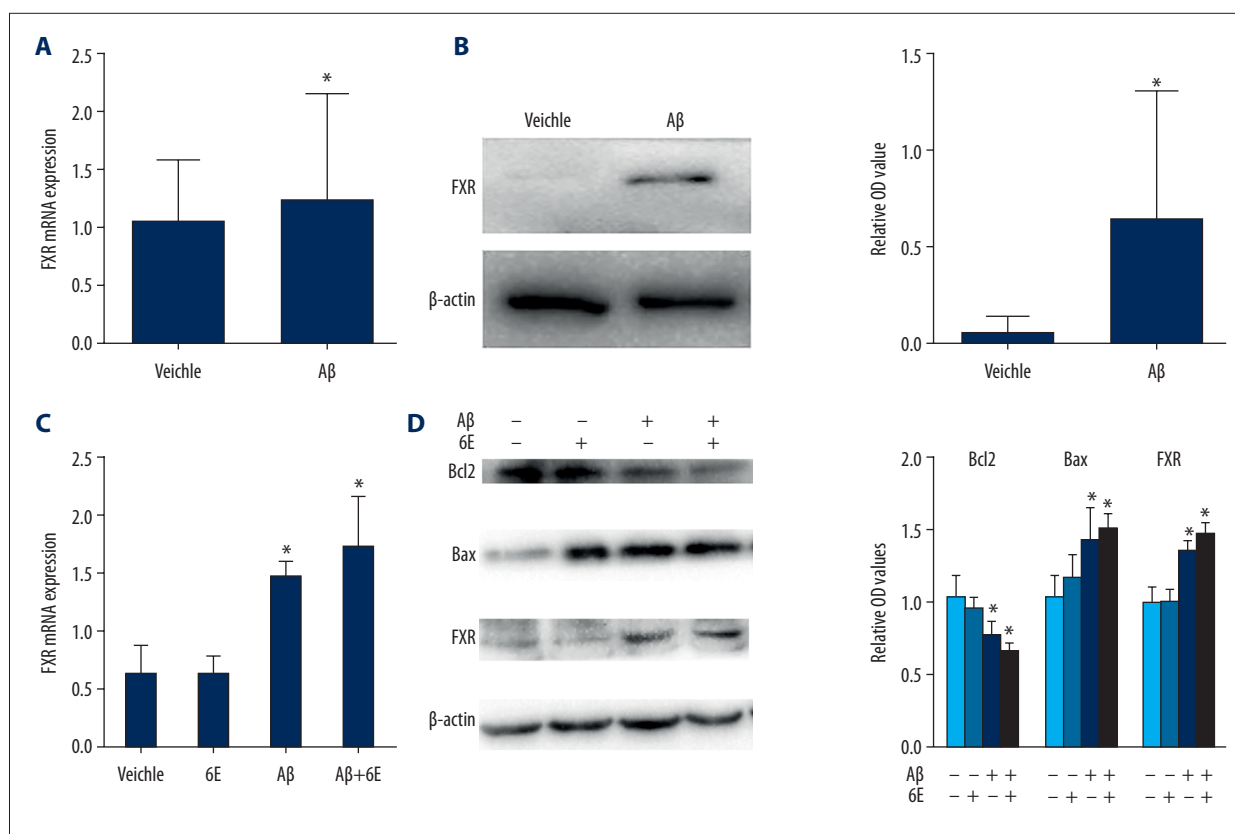 A
2.5
2.0
1.5
1.0
0.5
0.0
FXR mRNA expression
*
Veichle Aβ
B
Veichle Aβ
FXR
β-actin
1.5
1.0
0.5
0.0
Relative OD value
*
Veichle Aβ
C
2.5
2.0
1.5
1.0
0.5
0.0
FXR mRNA expression
* *
Veichle 6E Aβ Aβ+6E
D
Aβ – – + +
6E – + – +
Bcl2
Bax
FXR
β-actin
2.0
1.5
1.0
0.5
0.0
Relative OD values
Bcl2 Bax FXR
* * * * * *
Aβ – – + + – – + + – – + +
6E – + – + – + – + – + – +